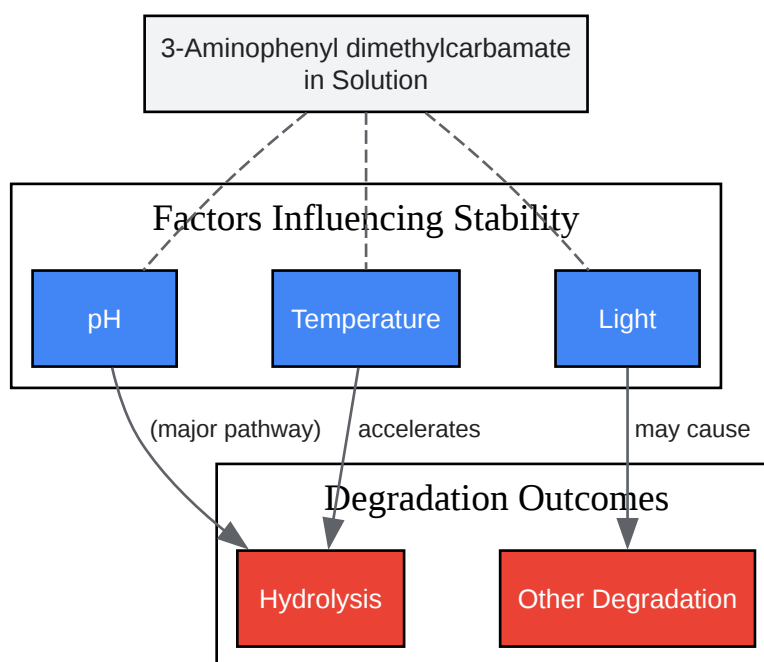 3-Aminophenyl dimethylcarbamate
in Solution
Factors Influencing Stability
pH
Temperature
Light
(major pathway)
accelerates
may cause
Degradation Outcomes
Hydrolysis
Other Degradation